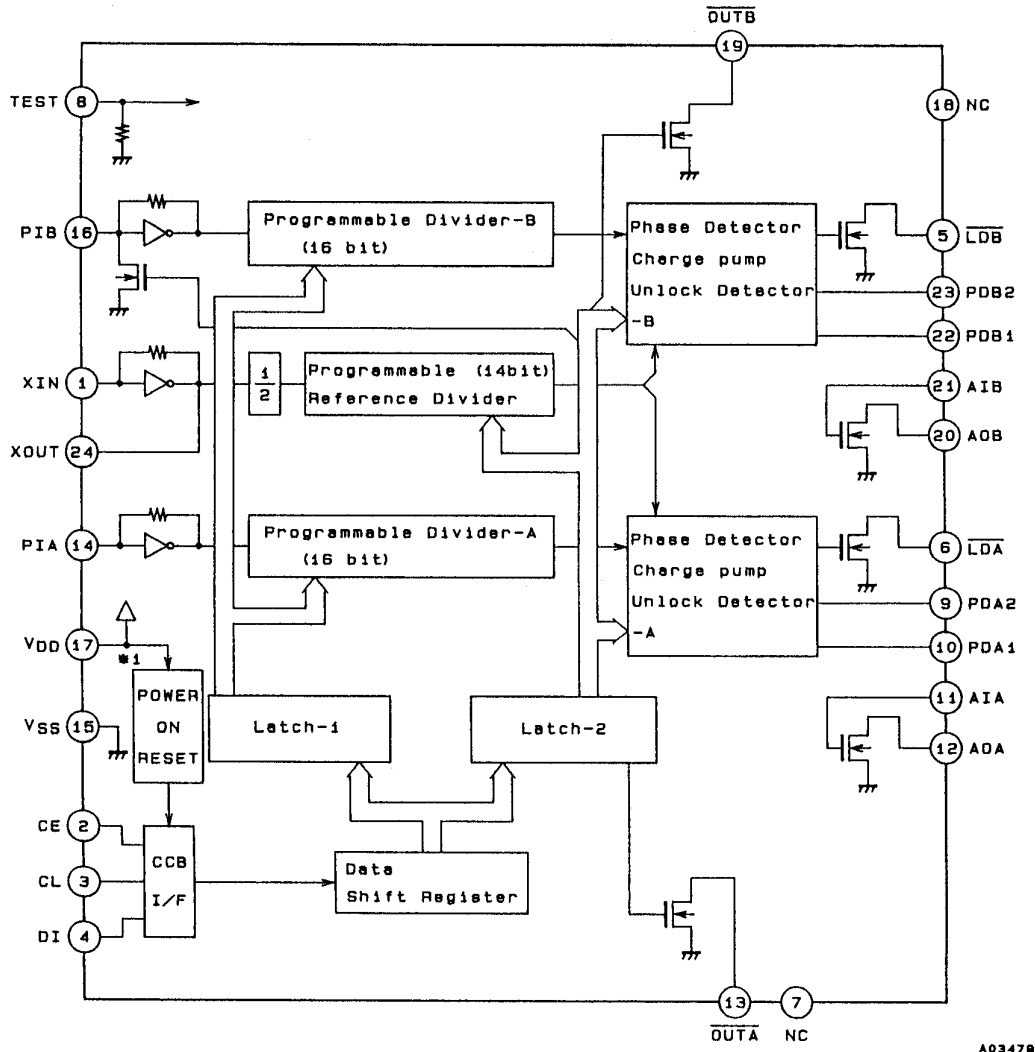 OUTB
19
TEST 8
18 NC
PIB 16
Programmable Divider-B
(16 bit)
Phase Detector
Charge pump
Unlock Detector
-B
5 LDB
23 PDB2
22 PDB1
XIN 1
1
2
Programmable (14bit)
Reference Divider
21 AIB
20 AOB
XOUT 24
PIA 14
Programmable Divider-A
(16 bit)
Phase Detector
Charge pump
Unlock Detector
-A
6 LDA
9 PDA2
10 PDA1
VDD 17
*1
POWER
ON
RESET
VSS 15
Latch-1
Latch-2
11 AIA
12 AOA
CE 2
CL 3
DI 4
CCB
I/F
Data
Shift Register
13
OUTA
7
NC
A03478